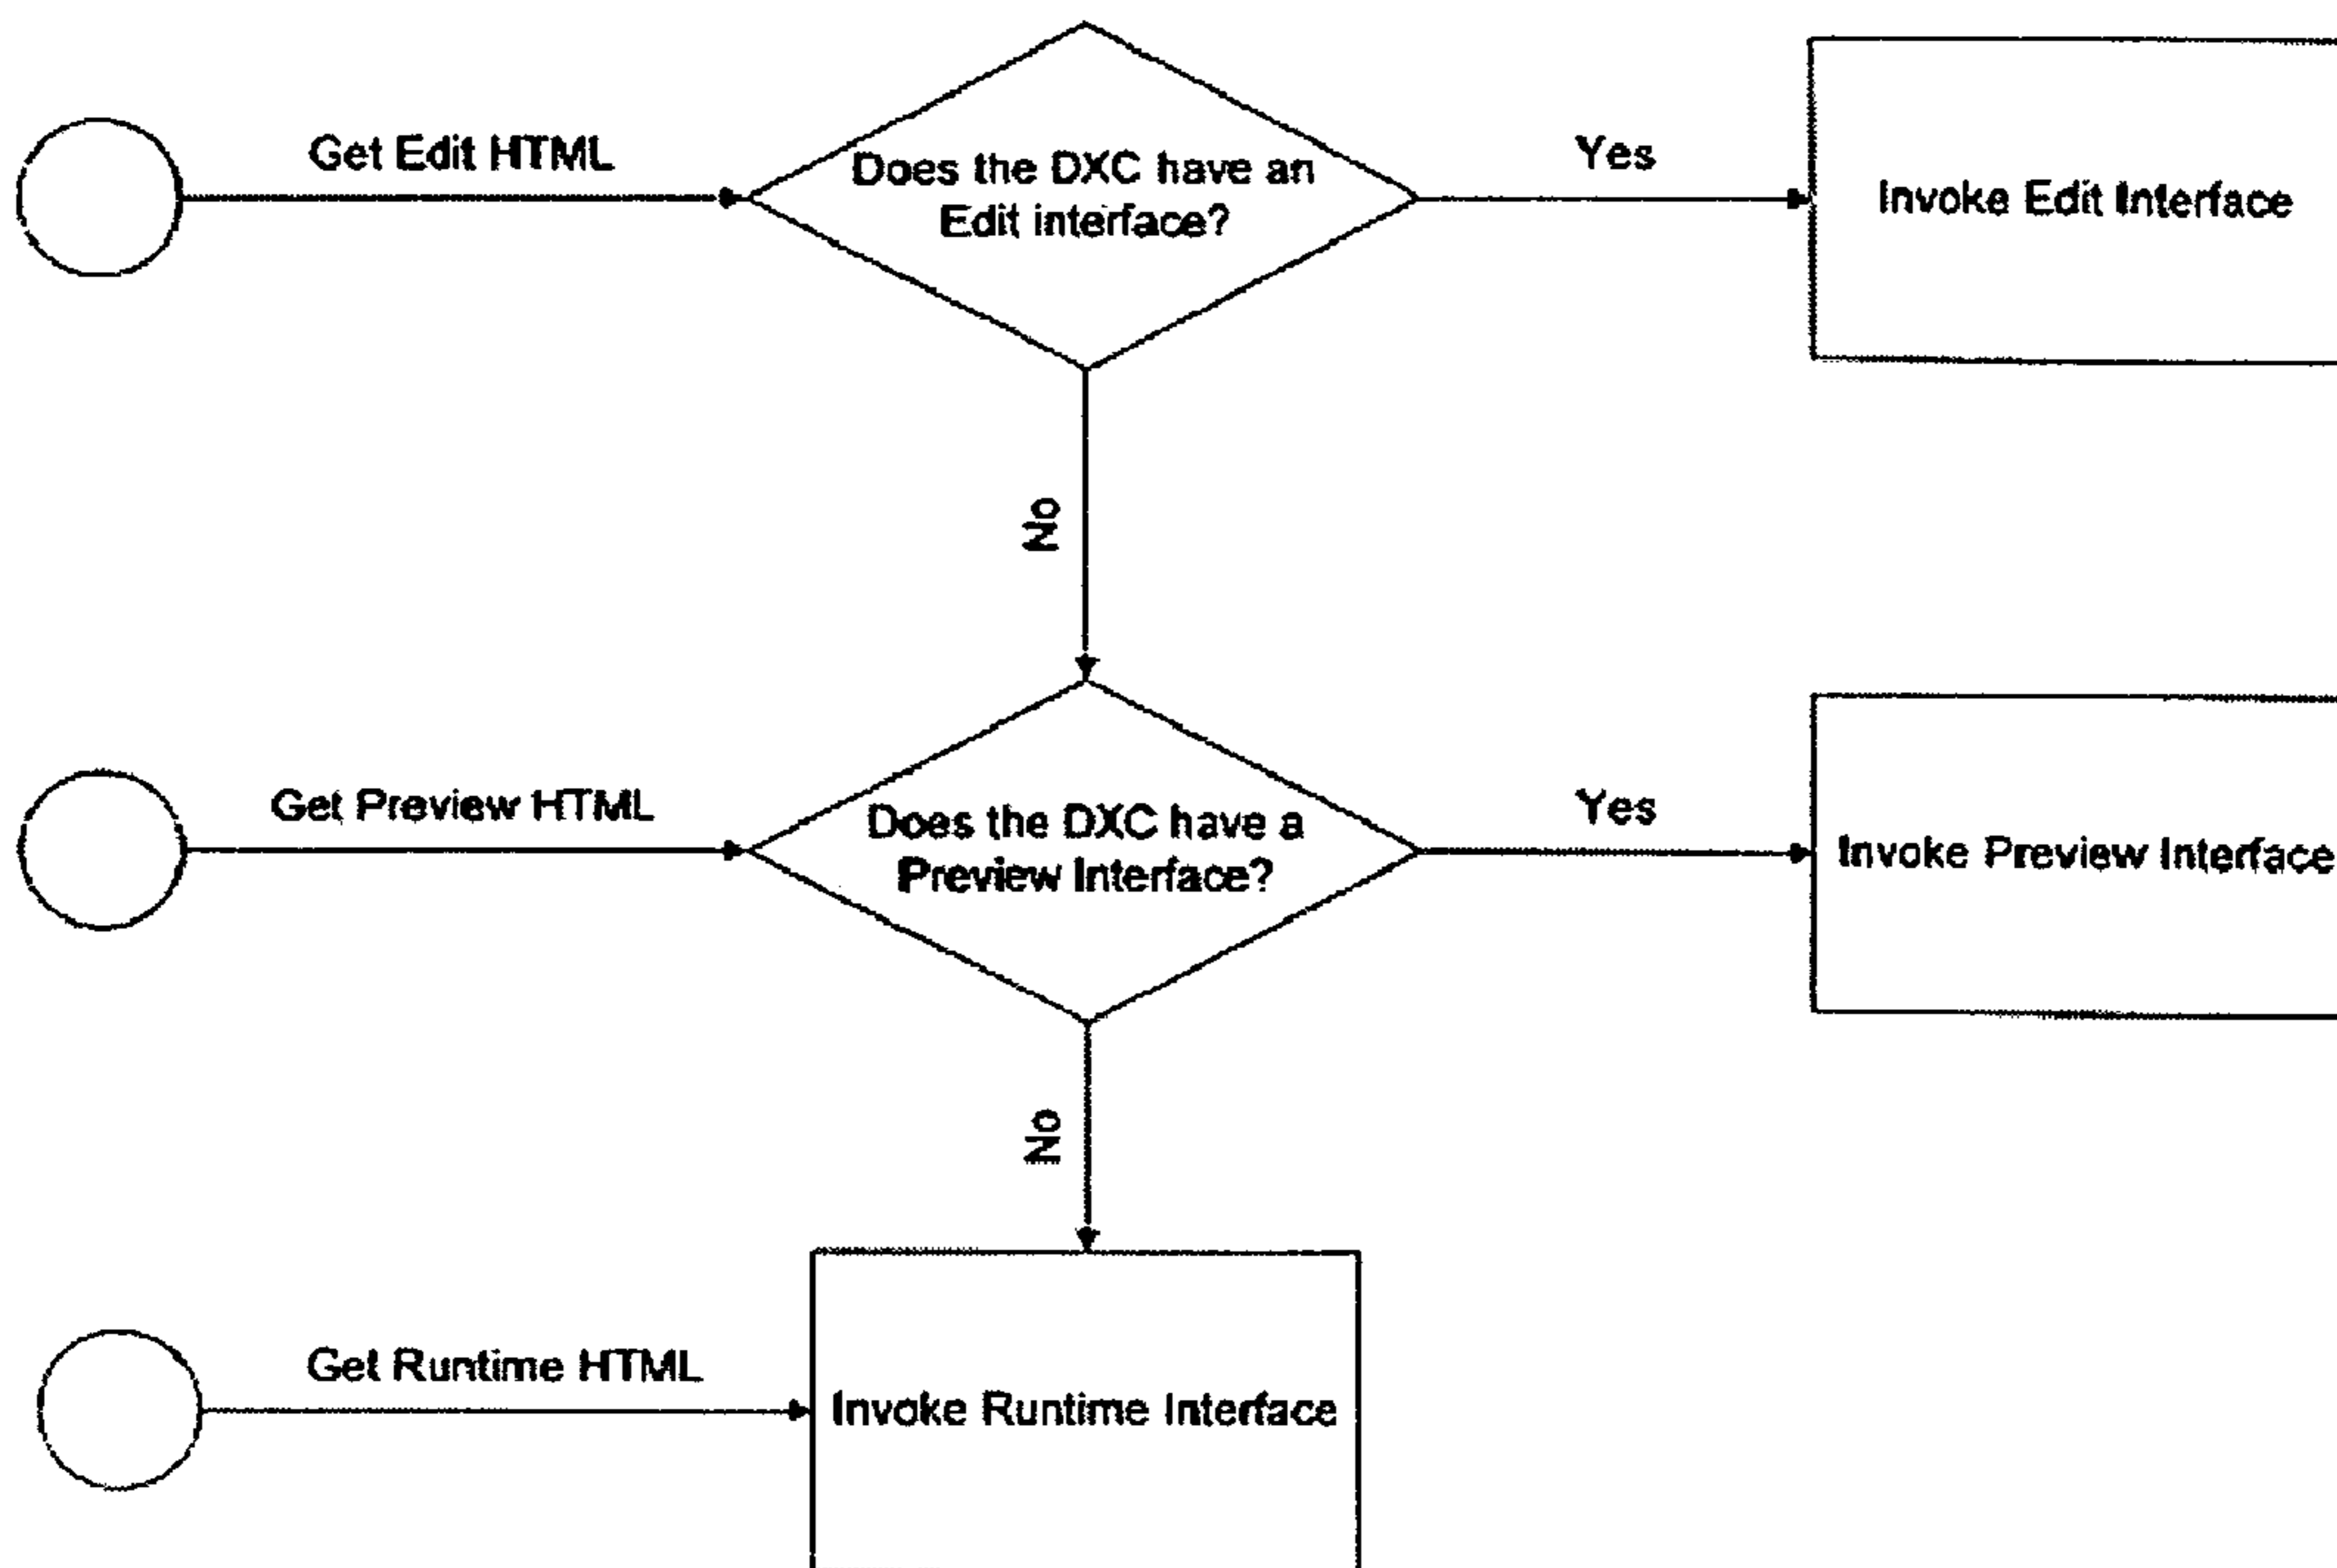 Get Edit HTML
Does the DXC have an
Edit interface?
Yes
Invoke Edit Interface
No
Get Preview HTML
Does the DXC have a
Preview Interface?
Yes
Invoke Preview Interface
No
Get Runtime HTML
Invoke Runtime Interface